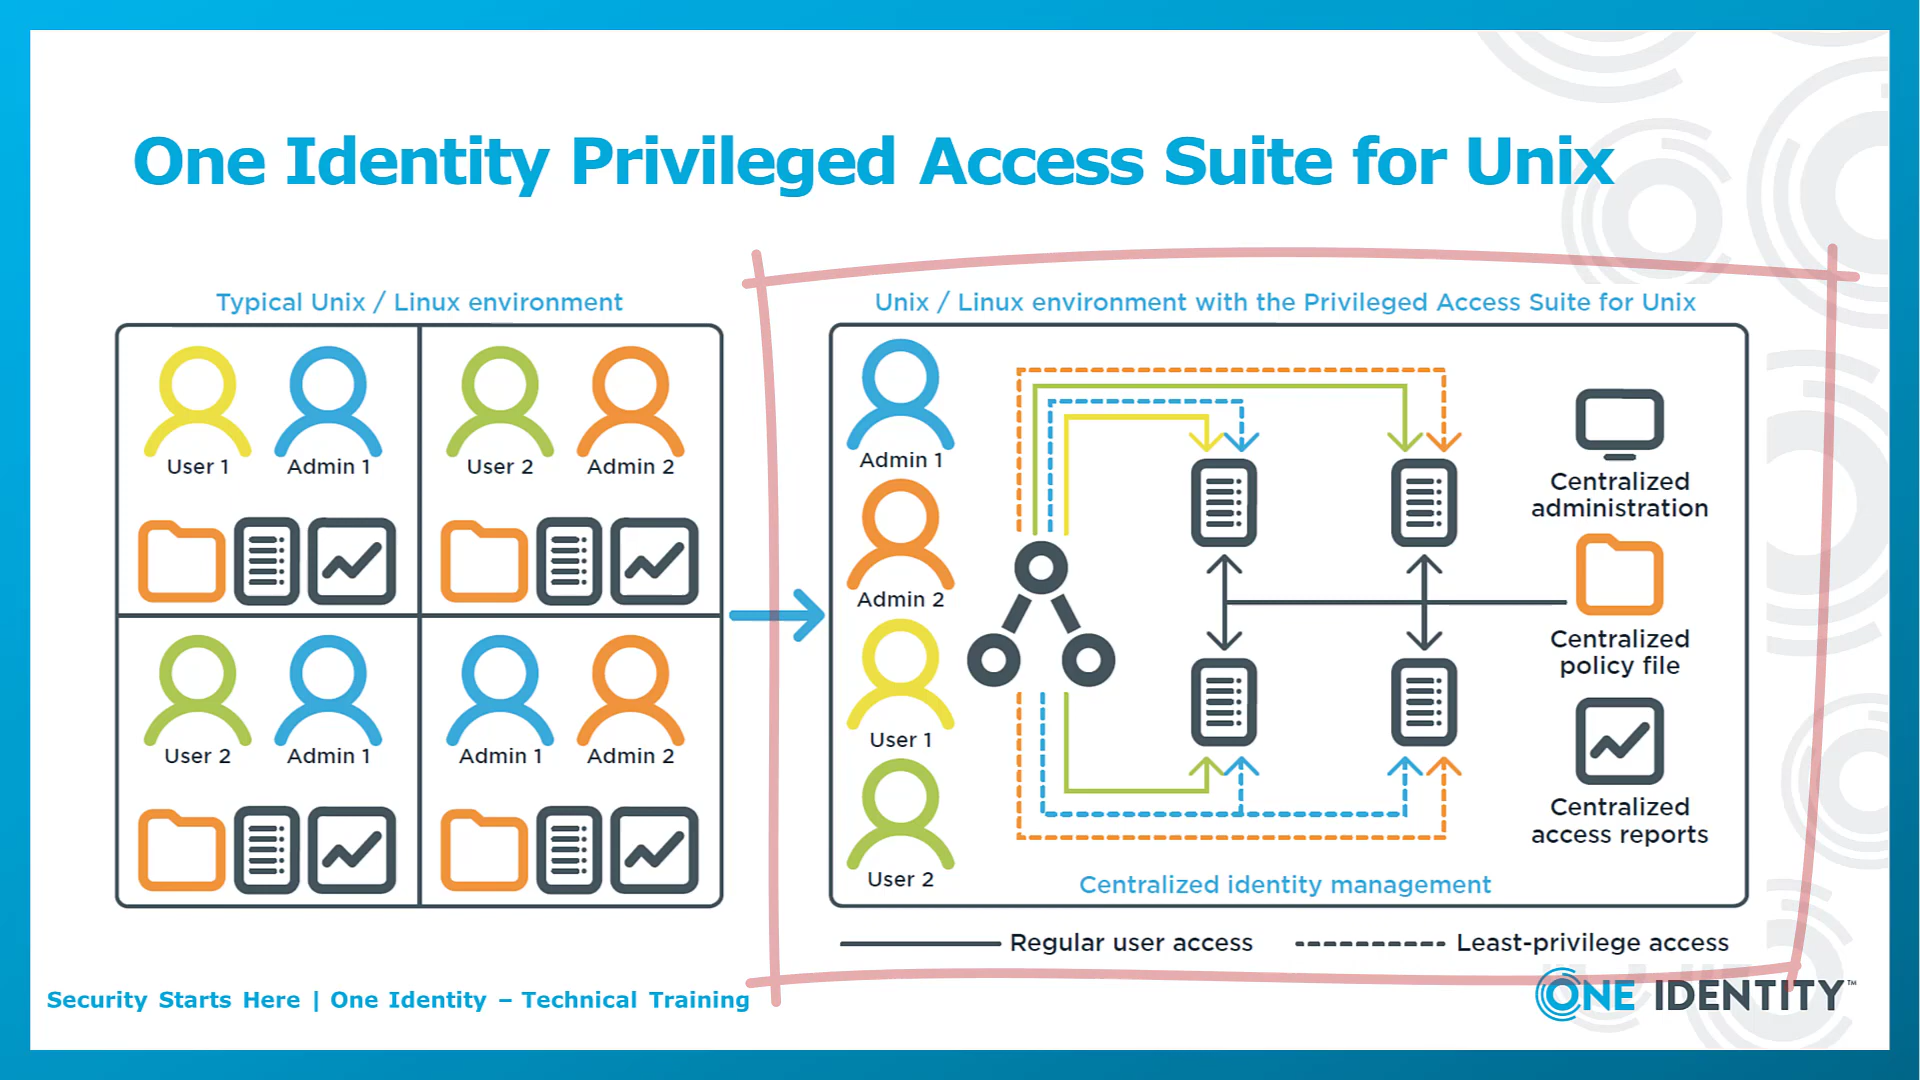 One Identity Privileged Access Suite for Unix
Typical Unix / Linux environment
User 1
Admin 1
User 2
Admin 2
User 2
Admin 1
Admin 1
Admin 2
Unix / Linux environment with the Privileged Access Suite for Unix
Admin 1
Admin 2
User 1
User 2
Centralized
administration
Centralized
policy file
Centralized
access reports
Centralized identity management
Regular user access
Least-privilege access
Security Starts Here | One Identity – Technical Training
ONE IDENTITY™